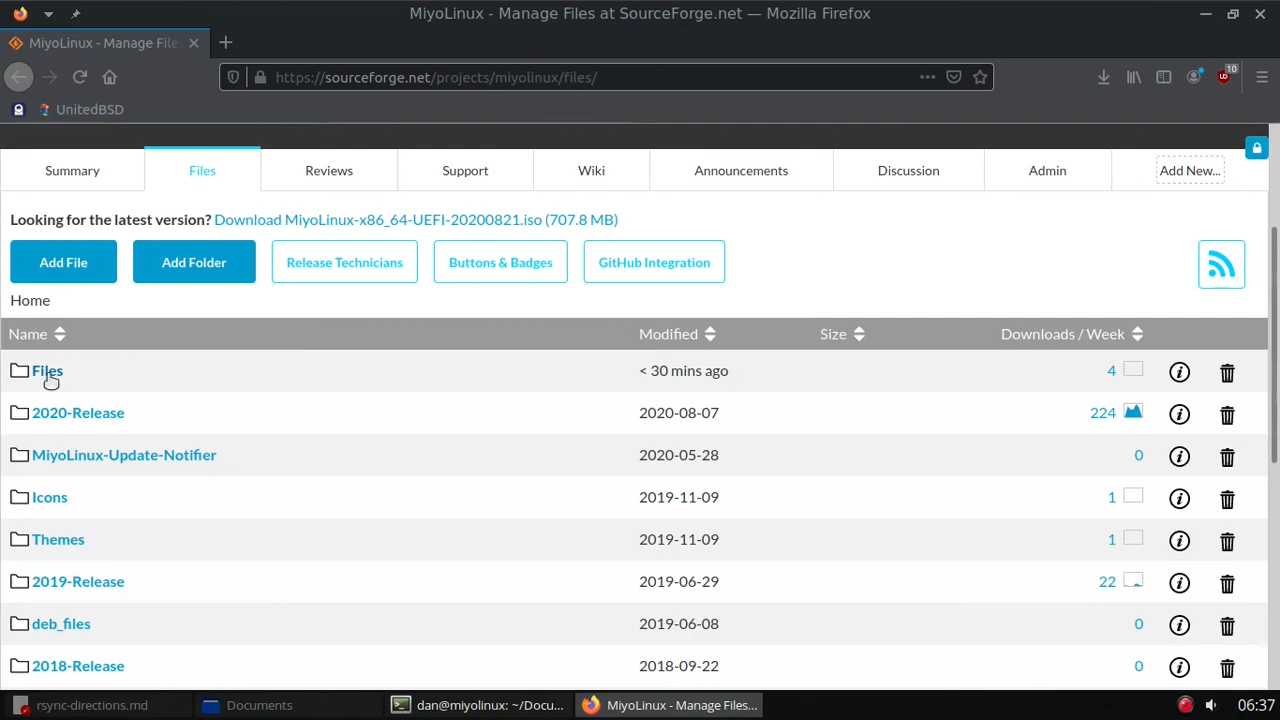 MiyoLinux - Manage Files at SourceForge.net — Mozilla Firefox
MiyoLinux - Manage Files
https://sourceforge.net/projects/miyolinux/files/
10
UnitedBSD
Summary
Files
Reviews
Support
Wiki
Announcements
Discussion
Admin
Add New...
Looking for the latest version? Download MiyoLinux-x86_64-UEFI-20200821.iso (707.8 MB)
Add File
Add Folder
Release Technicians
Buttons & Badges
GitHub Integration
Home
Name Modified Size Downloads / Week
Files < 30 mins ago 4
2020-Release 2020-08-07 224
MiyoLinux-Update-Notifier 2020-05-28 0
Icons 2019-11-09 1
Themes 2019-11-09 1
2019-Release 2019-06-29 22
deb_files 2019-06-08 0
2018-Release 2018-09-22 0
rsync-directions.md
Documents
dan@miyolinux: ~/Docu...
MiyoLinux - Manage Files...
06:37